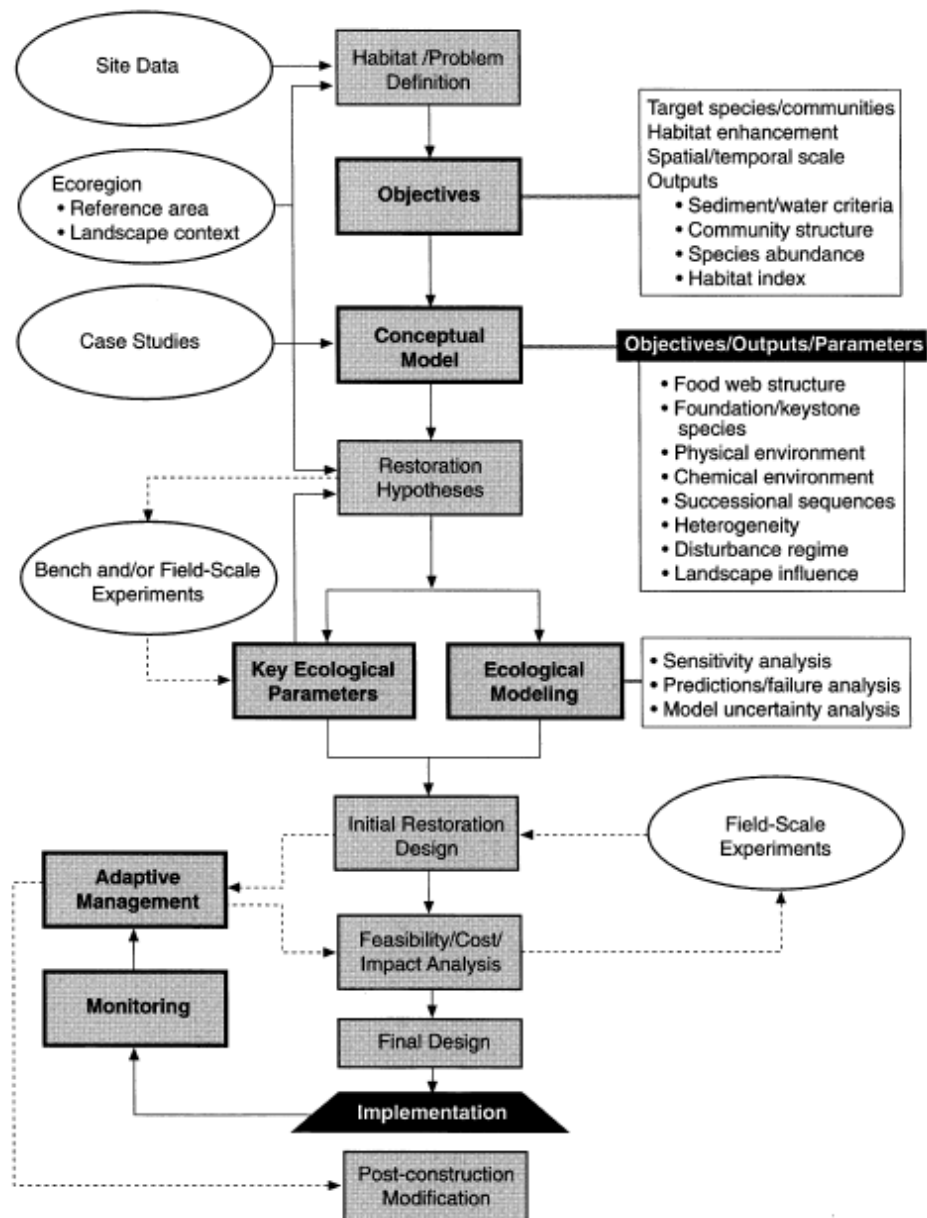 Site Data
Habitat /Problem
Definition
Target species/communities
Habitat enhancement
Spatial/temporal scale
Outputs
• Sediment/water criteria
• Community structure
• Species abundance
• Habitat index
Ecoregion
• Reference area
• Landscape context
Objectives
Case Studies
Conceptual
Model
Objectives/Outputs/Parameters
• Food web structure
• Foundation/keystone
species
• Physical environment
• Chemical environment
• Successional sequences
• Heterogeneity
• Disturbance regime
• Landscape influence
Restoration
Hypotheses
Bench and/or Field-Scale
Experiments
Key Ecological
Parameters
Ecological
Modeling
• Sensitivity analysis
• Predictions/failure analysis
• Model uncertainty analysis
Initial Restoration
Design
Field-Scale
Experiments
Adaptive
Management
Feasibility/Cost/
Impact Analysis
Monitoring
Final Design
Implementation
Post-construction
Modification